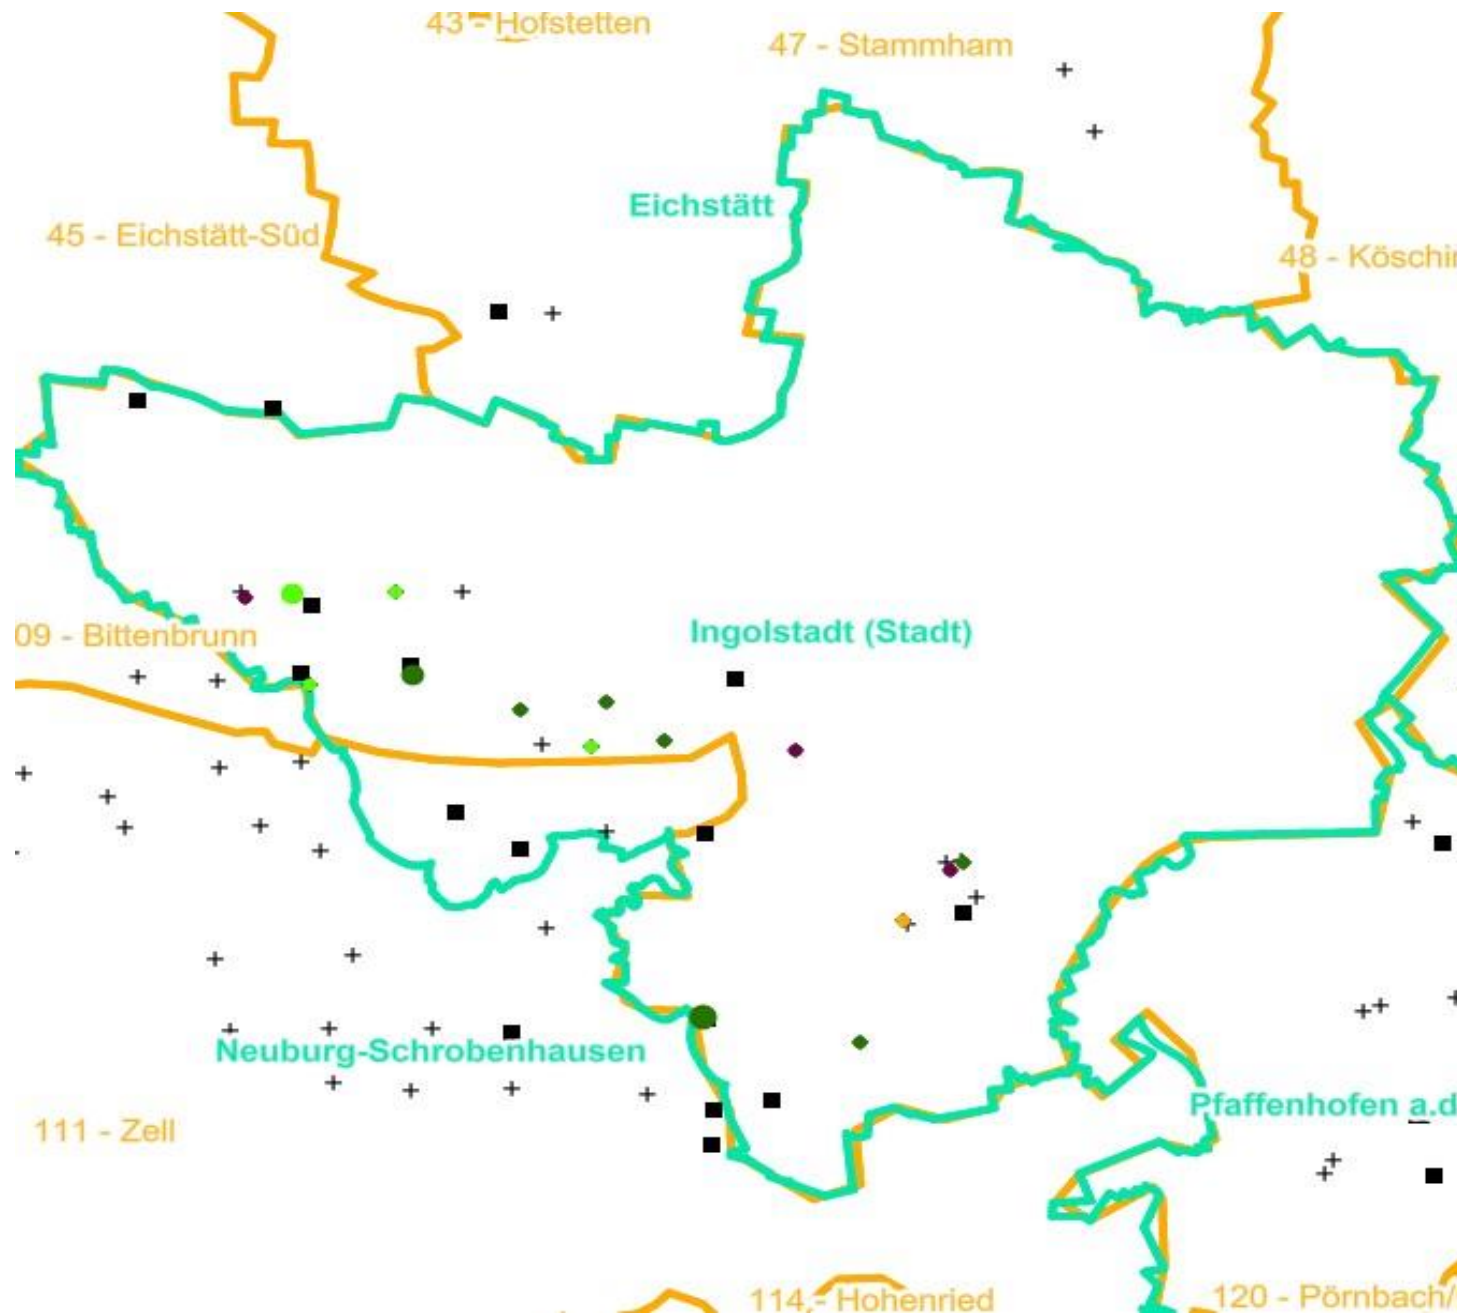 43 - Hofstetten
47 - Stammham
Eichstätt
45 - Eichstätt-Süd
48 - Köschin
Ingolstadt (Stadt)
09 - Bittenbrunn
Neuburg-Schrobenhausen
Pfaffenhofen a.d
111 - Zell
114 - Hohenried
120 - Pörnbach/